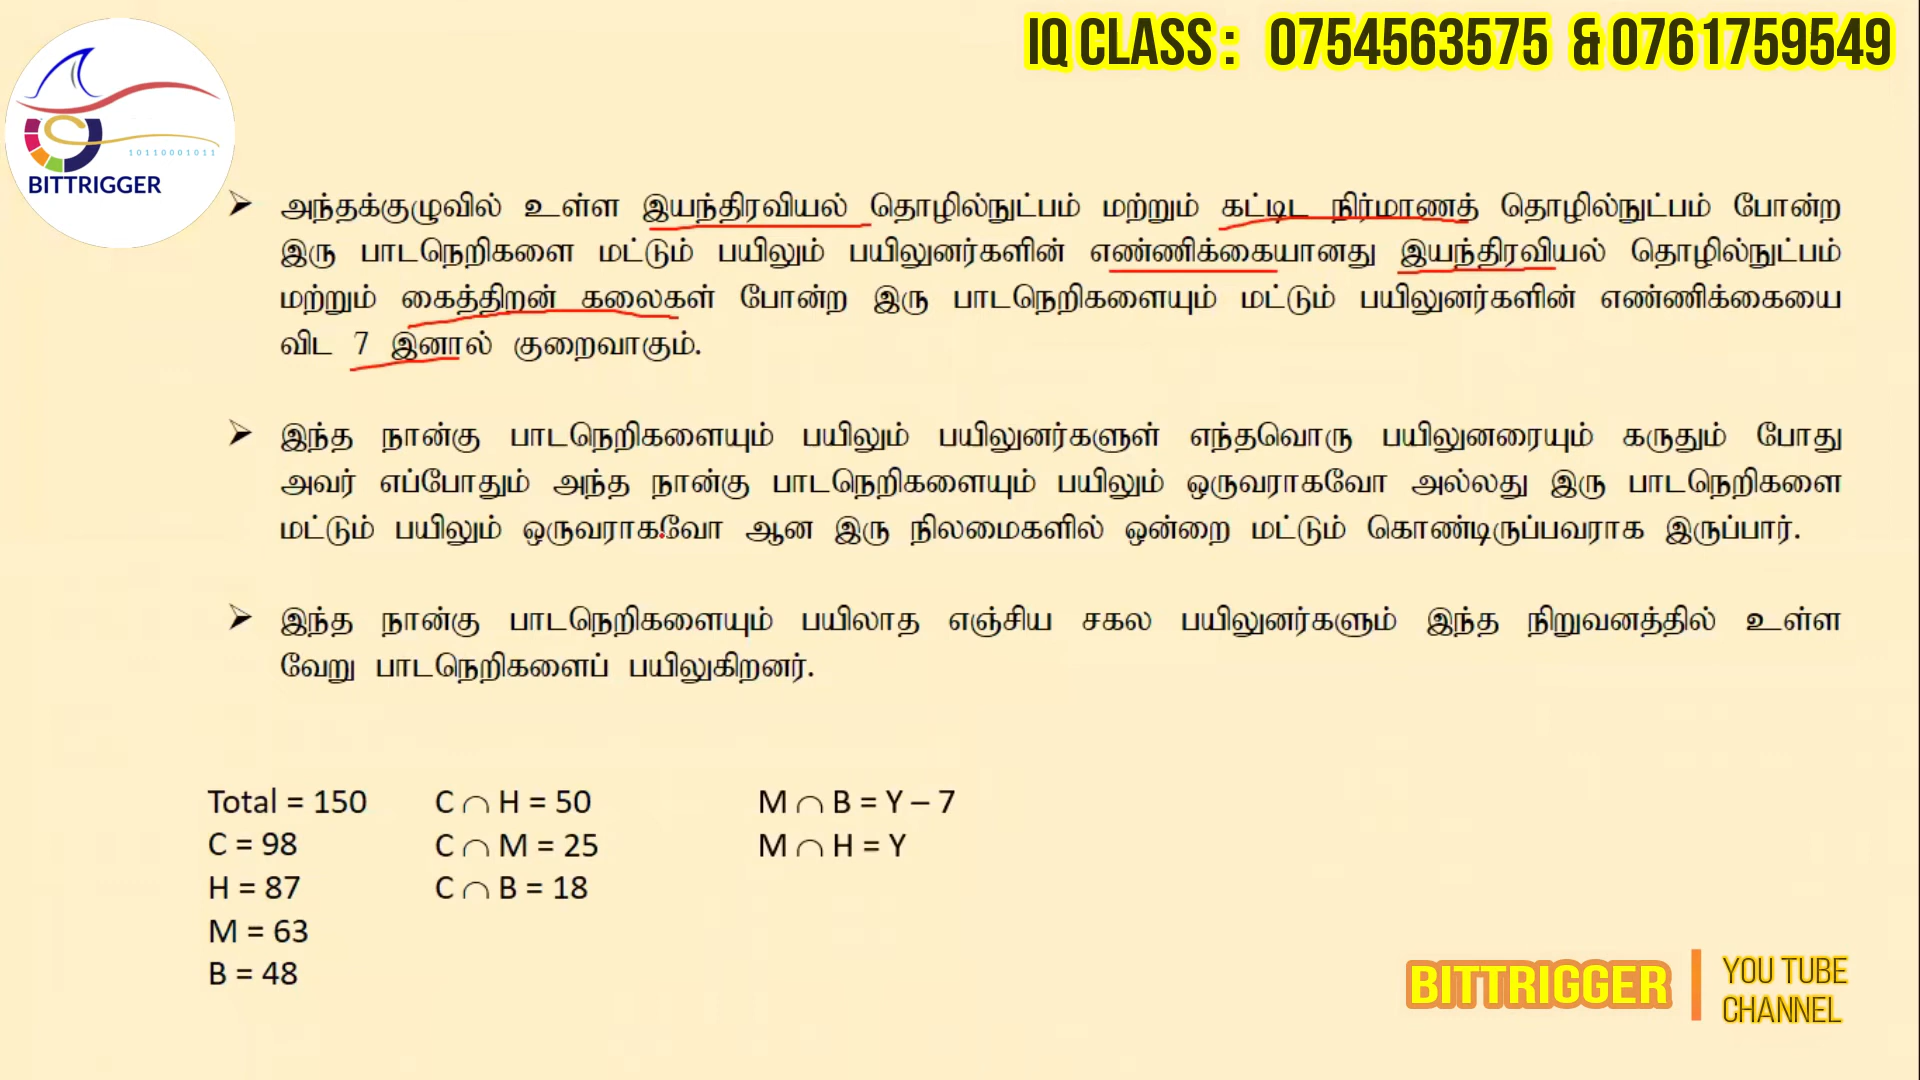 IQ CLASS : 0754563575 & 0761759549
10110001011
BITTRIGGER
➤ அந்தக்குழுவில் உள்ள இயந்திரவியல் தொழில்நுட்பம் மற்றும் கட்டிட நிர்மாணத் தொழில்நுட்பம் போன்ற
இரு பாடநெறிகளை மட்டும் பயிலும் பயிலுனர்களின் எண்ணிக்கையானது இயந்திரவியல் தொழில்நுட்பம்
மற்றும் கைத்திறன் கலைகள் போன்ற இரு பாடநெறிகளையும் மட்டும் பயிலுனர்களின் எண்ணிக்கையை
விட 7 இனால் குறைவாகும்.
➤ இந்த நான்கு பாடநெறிகளையும் பயிலும் பயிலுனர்களுள் எந்தவொரு பயிலுனரையும் கருதும் போது
அவர் எப்போதும் அந்த நான்கு பாடநெறிகளையும் பயிலும் ஒருவராகவோ அல்லது இரு பாடநெறிகளை
மட்டும் பயிலும் ஒருவராகவோ ஆன இரு நிலமைகளில் ஒன்றை மட்டும் கொண்டிருப்பவராக இருப்பார்.
➤ இந்த நான்கு பாடநெறிகளையும் பயிலாத எஞ்சிய சகல பயிலுனர்களும் இந்த நிறுவனத்தில் உள்ள
வேறு பாடநெறிகளைப் பயிலுகிறனர்.
Total = 150 C ∩ H = 50 M ∩ B = Y – 7
C = 98 C ∩ M = 25 M ∩ H = Y
H = 87 C ∩ B = 18
M = 63
B = 48
BITTRIGGER
YOU TUBE
CHANNEL